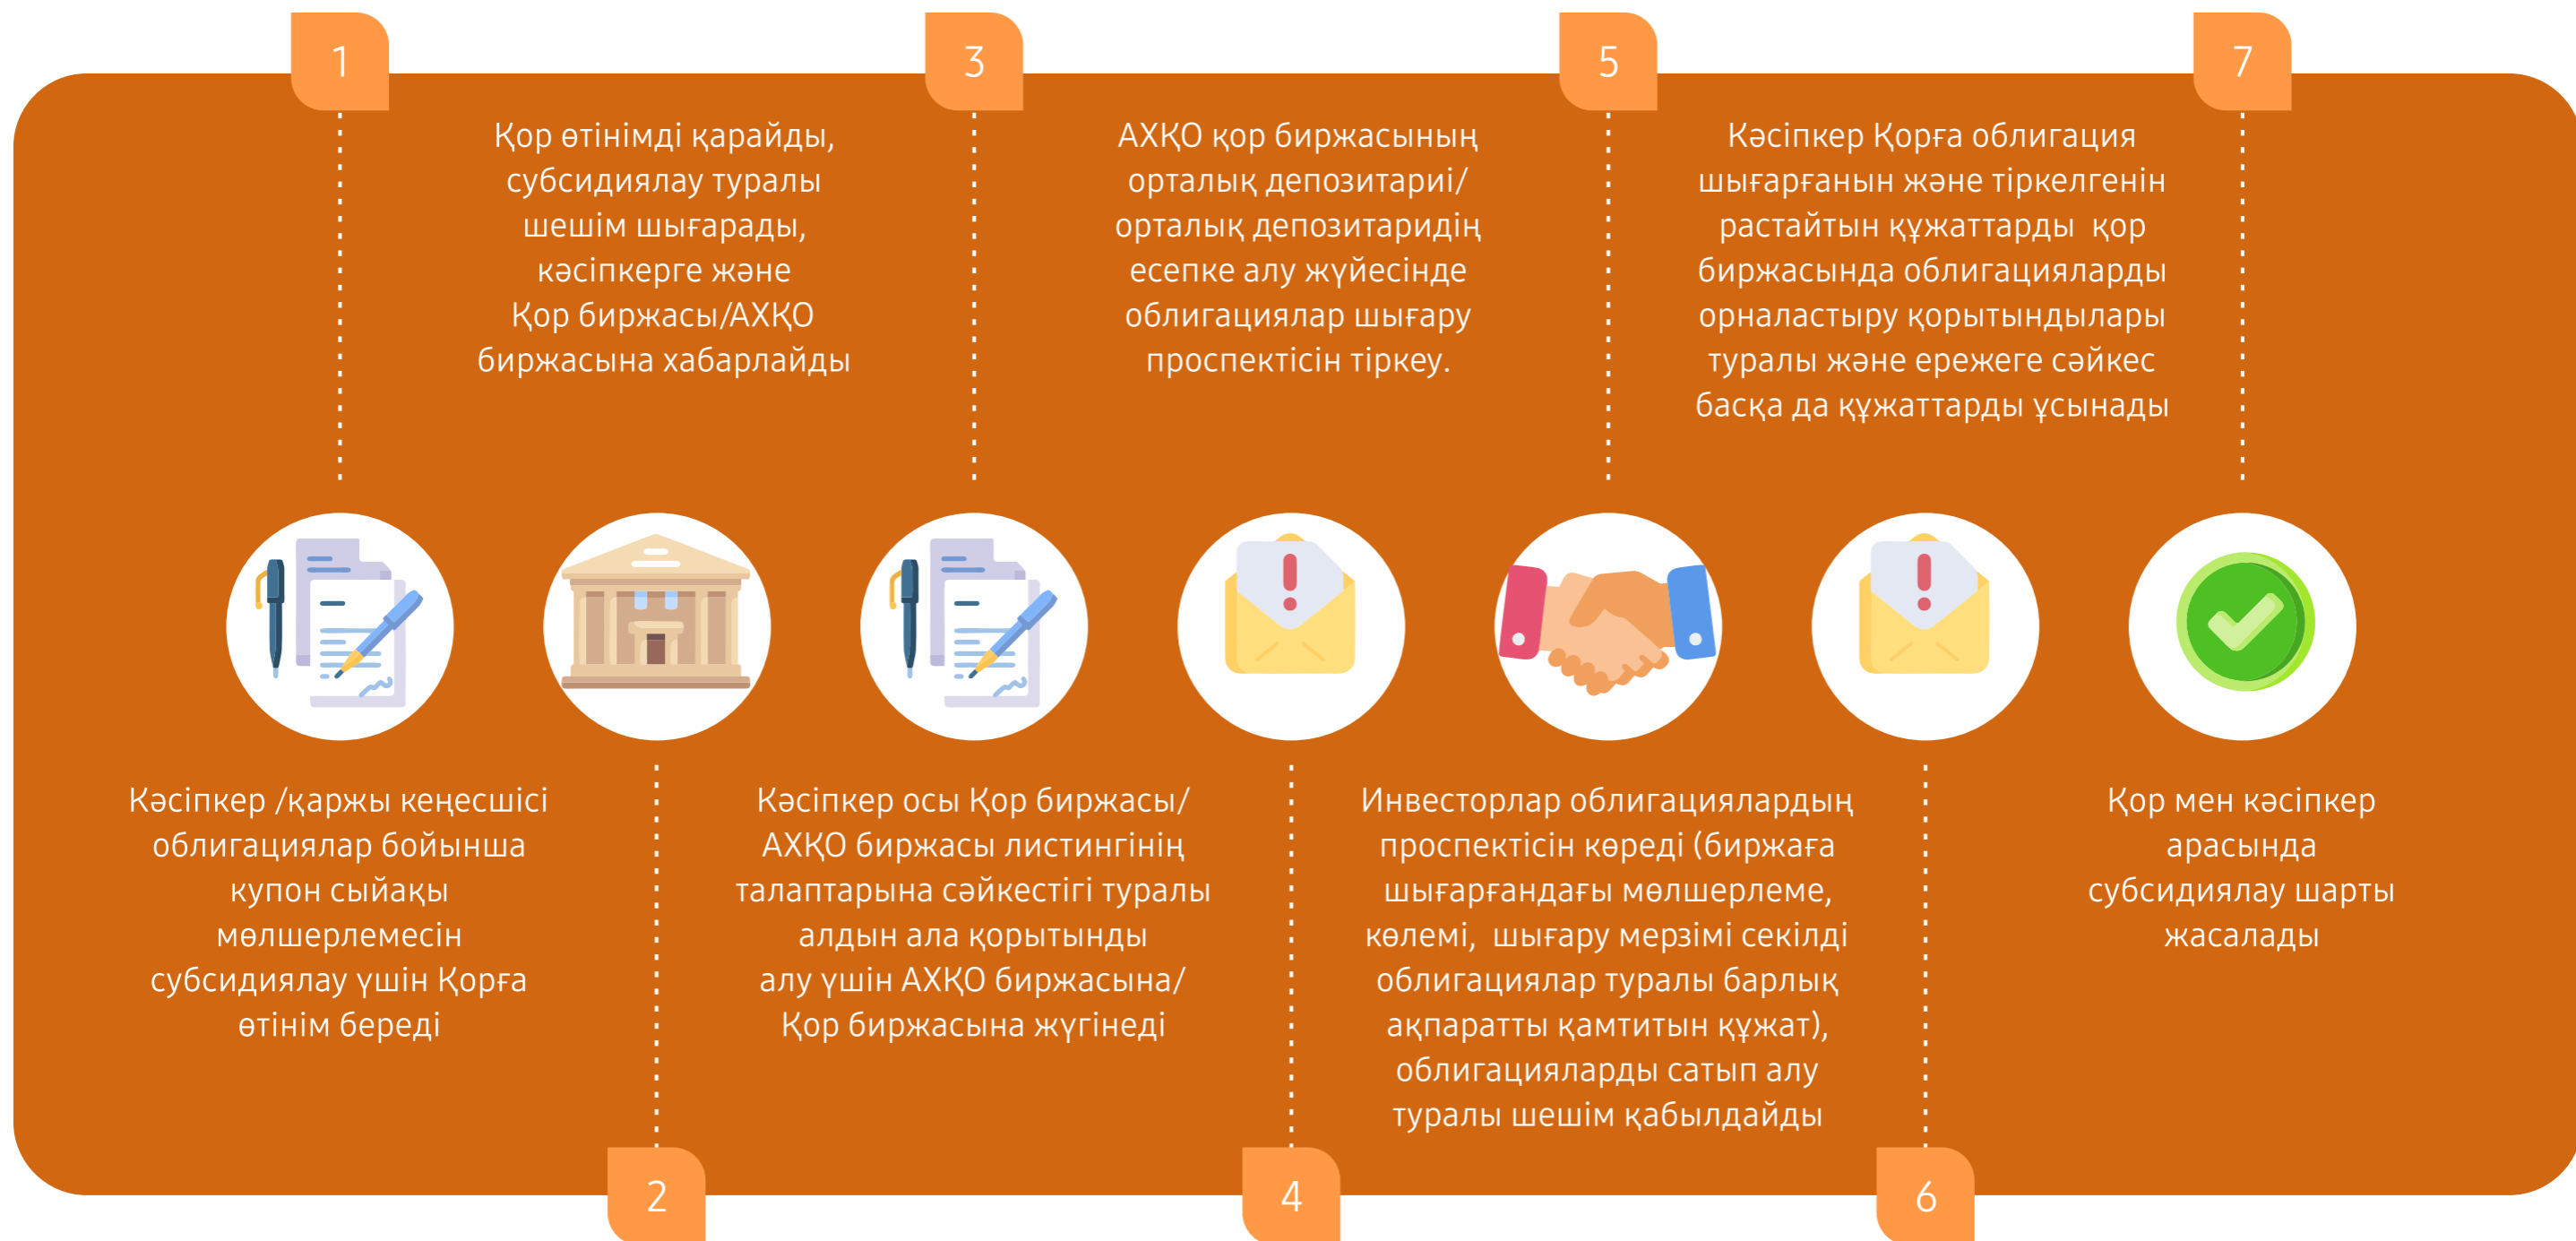 1
Кәсіпкер /қаржы кеңесшісі
облигациялар бойынша
купон сыйақы
мөлшерлемесін
субсидиялау үшін Қорға
өтінім береді
2
Қор өтінімді қарайды,
субсидиялау туралы
шешім шығарады,
кәсіпкерге және
Қор биржасы/АХҚО
биржасына хабарлайды
3
Кәсіпкер осы Қор биржасы/
АХҚО биржасы листингінің
талаптарына сәйкестігі туралы
алдын ала қорытынды
алу үшін АХҚО биржасына/
Қор биржасына жүгінеді
4
АХҚО қор биржасының
орталық депозитариі/
орталық депозитаридің
есепке алу жүйесінде
облигациялар шығару
проспектісін тіркеу.
5
Инвесторлар облигациялардың
проспектісін көреді (биржаға
шығарғандағы мөлшерлеме,
көлемі, шығару мерзімі секілді
облигациялар туралы барлық
ақпаратты қамтитын құжат),
облигацияларды сатып алу
туралы шешім қабылдайды
6
Кәсіпкер Қорға облигация
шығарғанын және тіркелгенін
растайтын құжаттарды қор
биржасында облигацияларды
орналастыру қорытындылары
туралы және ережеге сәйкес
басқа да құжаттарды ұсынады
7
Қор мен кәсіпкер
арасында
субсидиялау шарты
жасалады